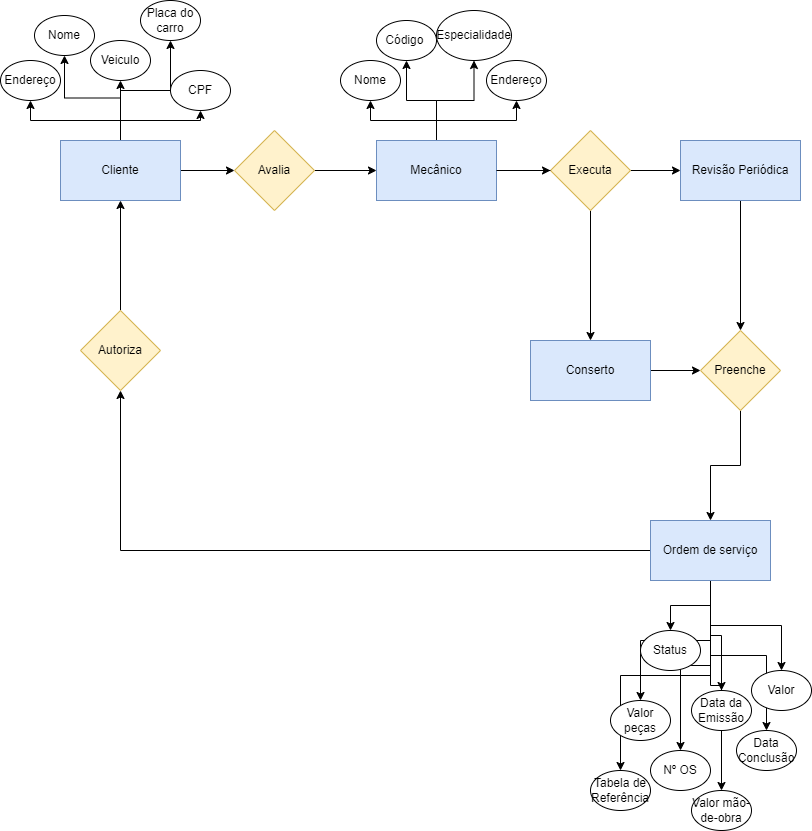 Placa do
carro
Nome
Veiculo
Endereço
CPF
Código
Especialidade
Nome
Endereço
Cliente
Avalia
Mecânico
Executa
Revisão Periódica
Autoriza
Conserto
Preenche
Ordem de serviço
Status
Valor
Valor
peças
Data da
Emissão
Data
Conclusão
Nº OS
Tabela de
Referência
Valor mão-
de-obra